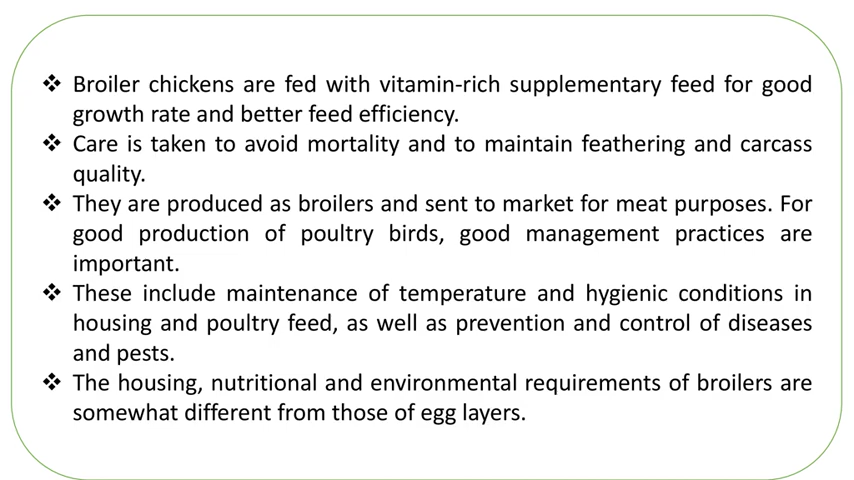 ❖ Broiler chickens are fed with vitamin-rich supplementary feed for good
growth rate and better feed efficiency.
❖ Care is taken to avoid mortality and to maintain feathering and carcass
quality.
❖ They are produced as broilers and sent to market for meat purposes. For
good production of poultry birds, good management practices are
important.
❖ These include maintenance of temperature and hygienic conditions in
housing and poultry feed, as well as prevention and control of diseases
and pests.
❖ The housing, nutritional and environmental requirements of broilers are
somewhat different from those of egg layers.